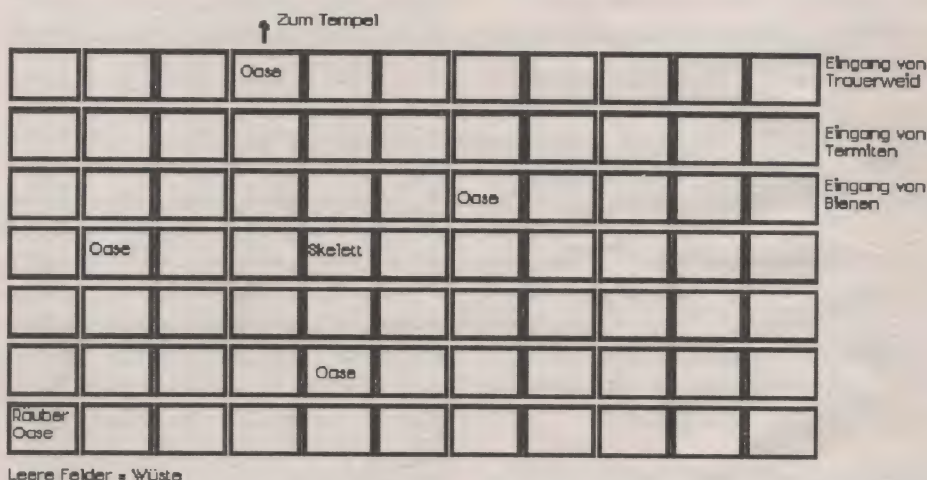 Zum Tempel
Oase
Eingang von
Trauerweid
Eingang von
Termiten
Oase
Eingang von
Bienen
Oase
Skelett
Oase
Räuber
Oase
Leere Felder = Wüste